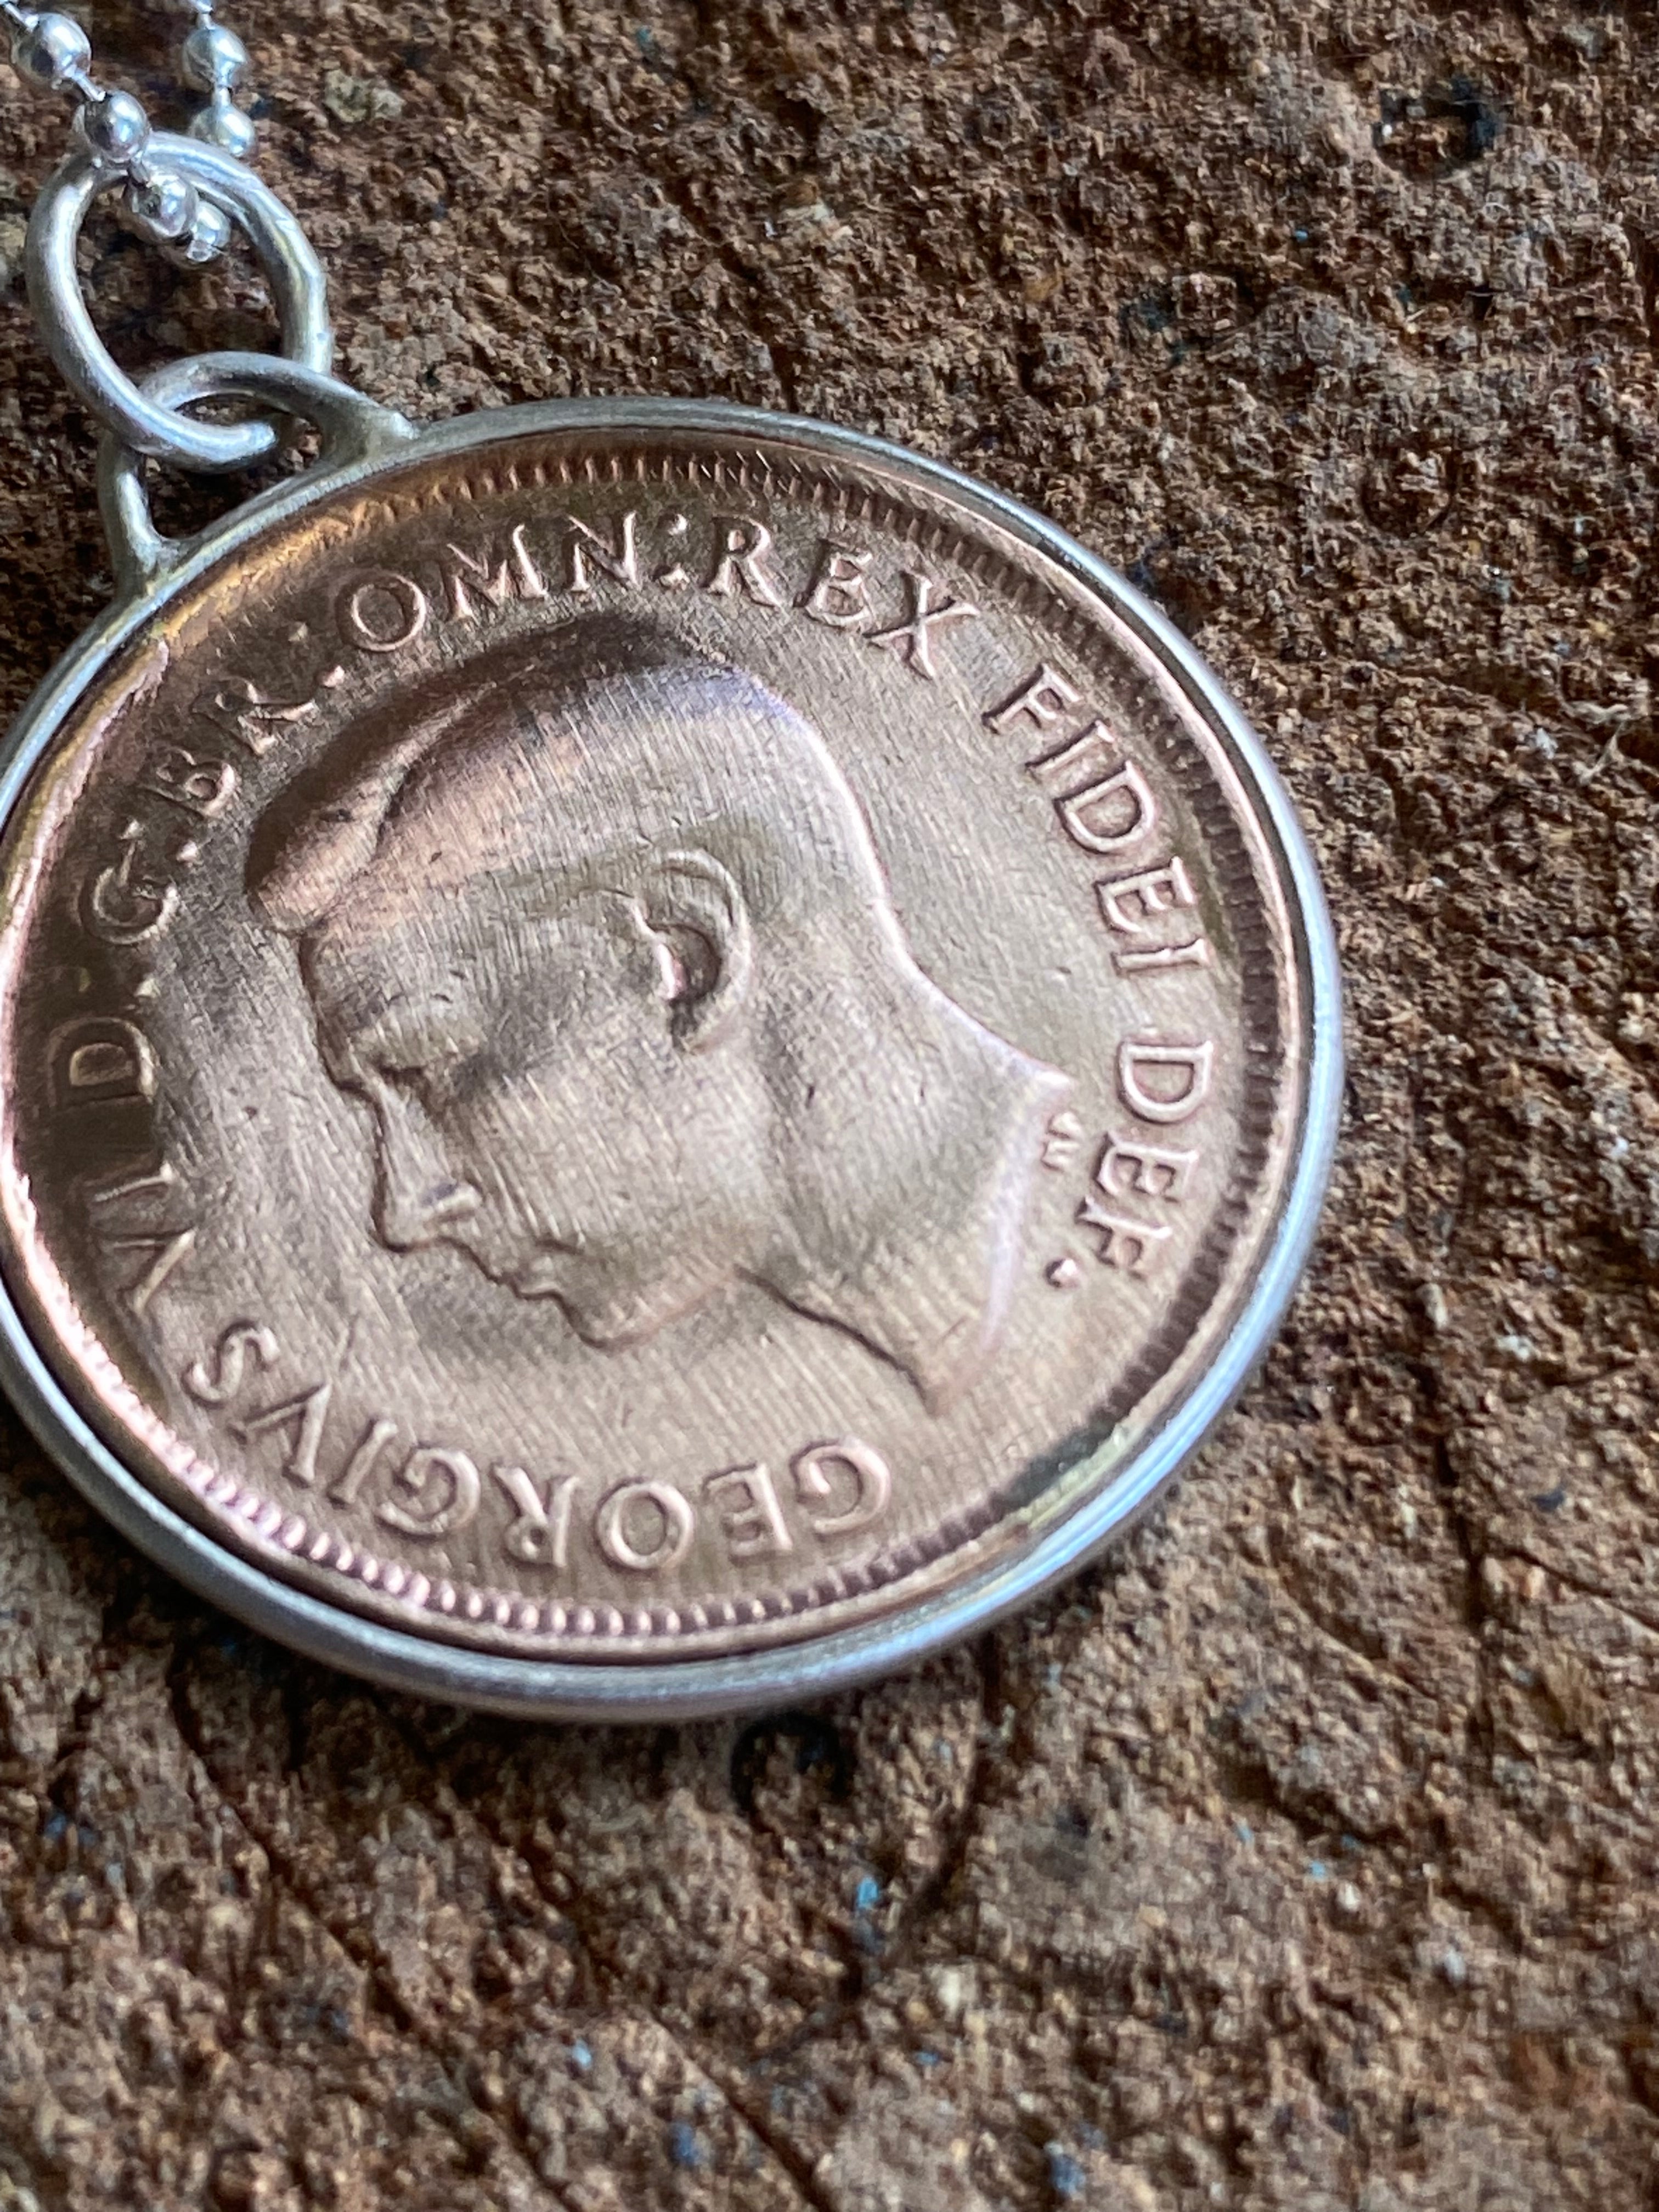 GEORGIVS VI D:G:BR:OMN:REX FIDEI DEF.